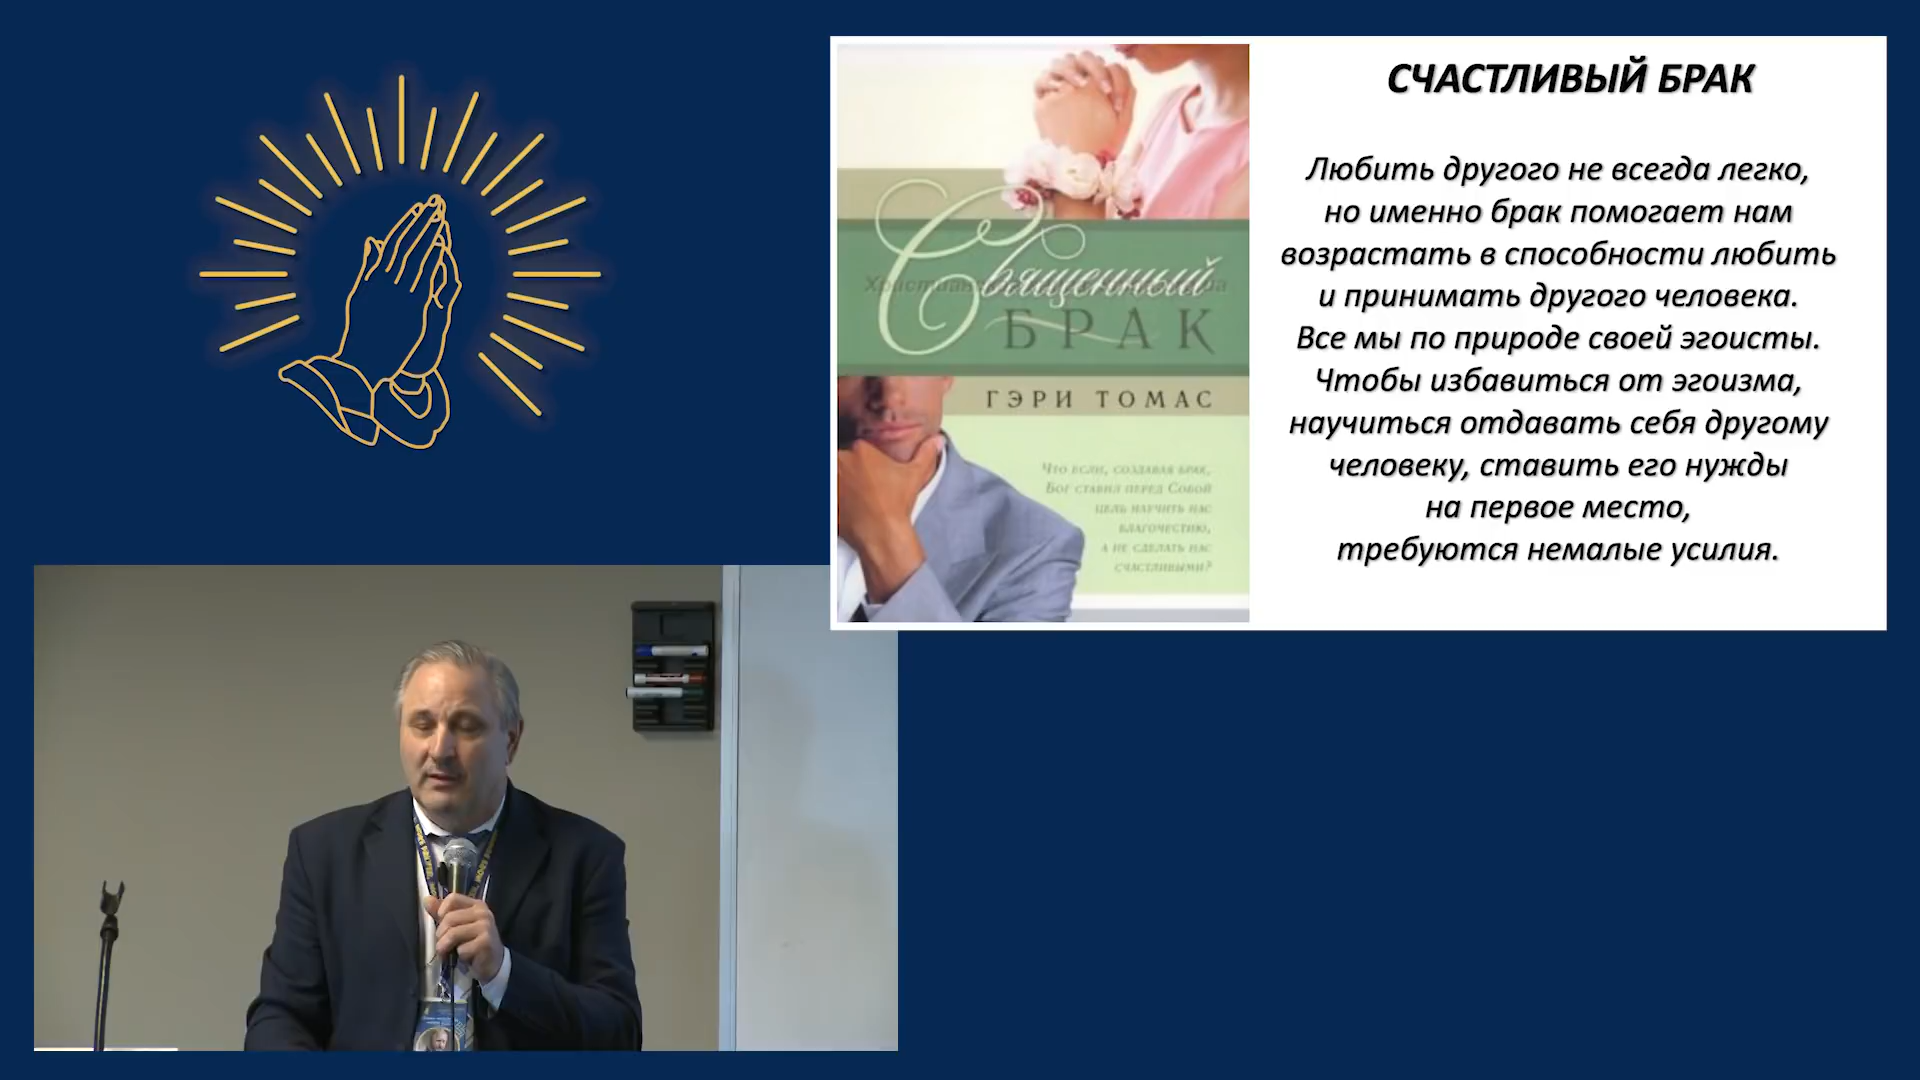 СЧАСТЛИВЫЙ БРАК
Любить другого не всегда легко,
но именно брак помогает нам
возрастать в способности любить
и принимать другого человека.
Все мы по природе своей эгоисты.
Чтобы избавиться от эгоизма,
научиться отдавать себя другому
человеку, ставить его нужды
на первое место,
требуются немалые усилия.
Священный
БРАК
ГЭРИ ТОМАС
Что если, создавая брак,
Бог ставил перед Собой
цель научить нас
благочестию,
а не сделать нас
счастливыми?